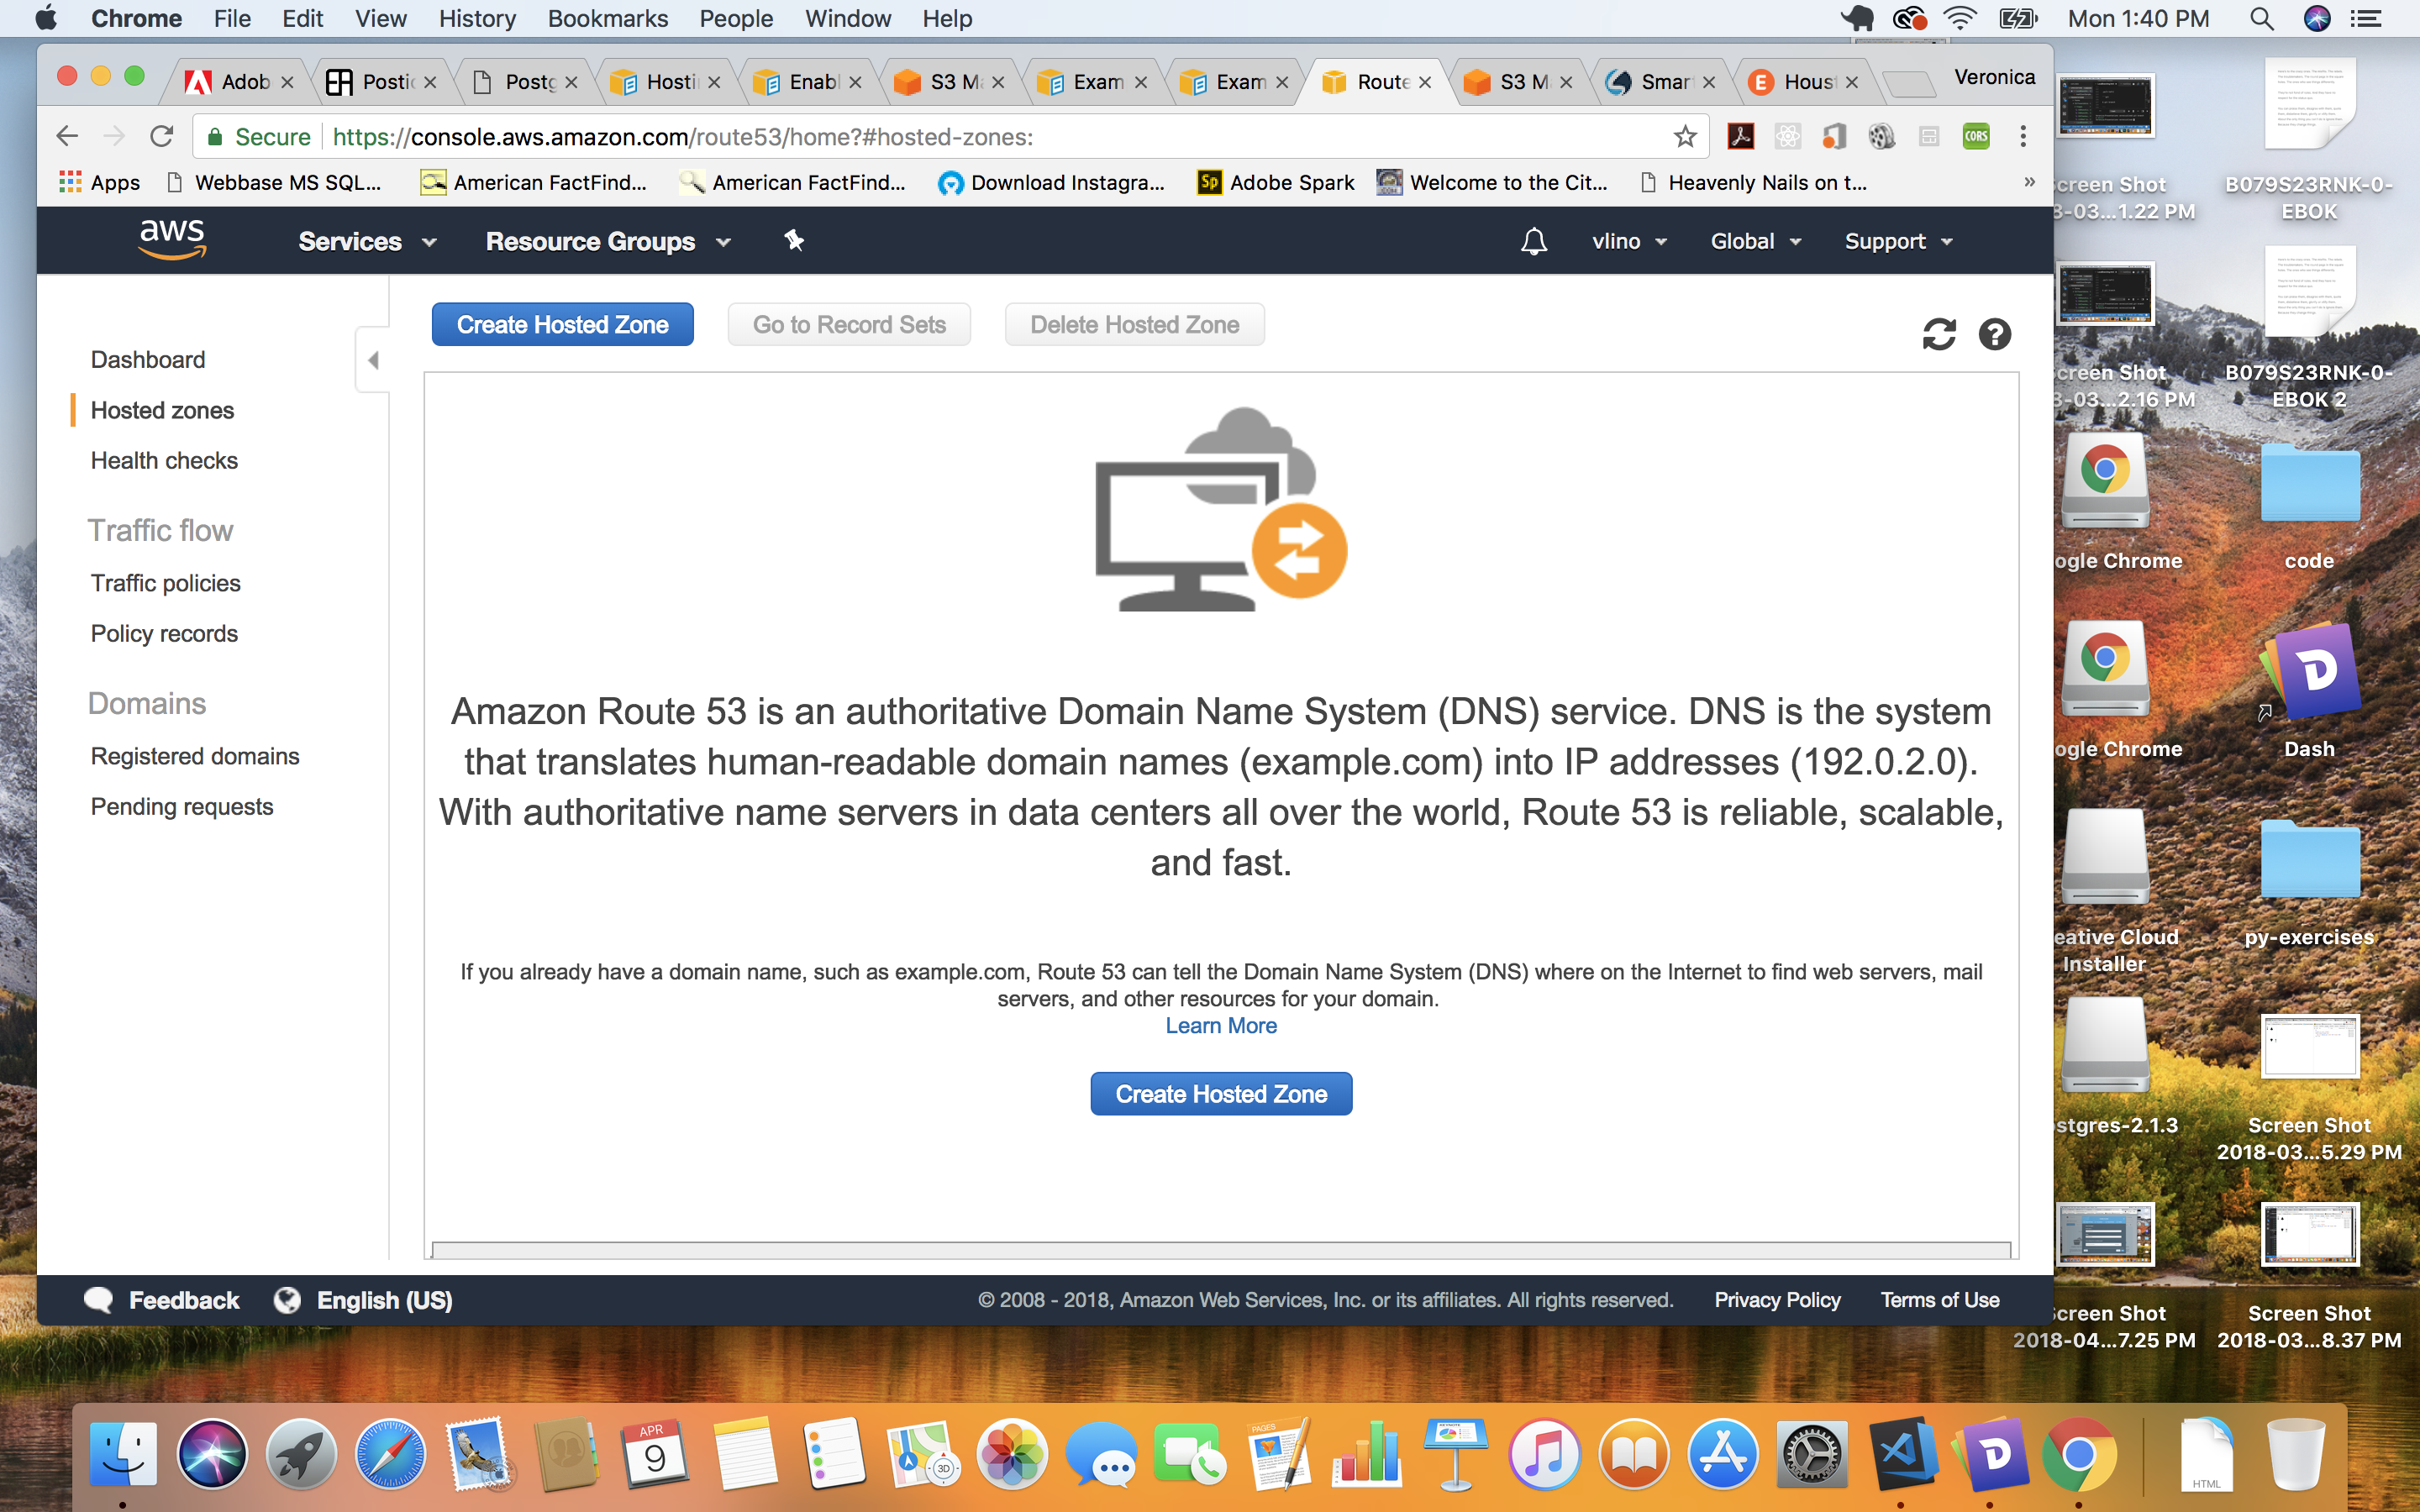 Chrome File Edit View History Bookmarks People Window Help Mon 1:40 PM
Adob Postic Postg Hostin Enabl S3 Ma Exam Exam Route S3 M Smar Houst Veronica
Secure https://console.aws.amazon.com/route53/home?#hosted-zones: CORS
Apps Webbase MS SQL... American FactFind... American FactFind... Download Instagra... Sp Adobe Spark Welcome to the Cit... Heavenly Nails on t... »
aws Services Resource Groups vlino Global Support
Create Hosted Zone Go to Record Sets Delete Hosted Zone
Dashboard
Hosted zones
Health checks
Traffic flow
Traffic policies
Policy records
Domains
Registered domains
Pending requests
Amazon Route 53 is an authoritative Domain Name System (DNS) service. DNS is the system
that translates human-readable domain names (example.com) into IP addresses (192.0.2.0).
With authoritative name servers in data centers all over the world, Route 53 is reliable, scalable,
and fast.
If you already have a domain name, such as example.com, Route 53 can tell the Domain Name System (DNS) where on the Internet to find web servers, mail
servers, and other resources for your domain.
Learn More
Create Hosted Zone
Feedback English (US) © 2008 - 2018, Amazon Web Services, Inc. or its affiliates. All rights reserved. Privacy Policy Terms of Use
creen Shot
8-03...1.22 PM
B079S23RNK-0-
EBOK
creen Shot
8-03...2.16 PM
B079S23RNK-0-
EBOK 2
ogle Chrome
code
ogle Chrome
Dash
eative Cloud
Installer
py-exercises
stgres-2.1.3
Screen Shot
2018-03...5.29 PM
creen Shot
2018-04...7.25 PM
Screen Shot
2018-03...8.37 PM
APR
9
3D
PAGES
HTML